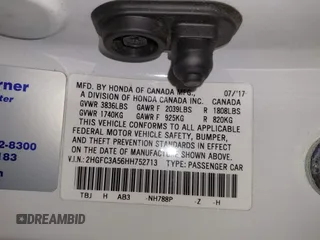 MFD. BY HONDA OF CANADA MFG. 07/'17
A DIVISION OF HONDA CANADA INC. CANADA
GVWR 3836LBS GAWR F 2039LBS R 1808LBS
GVWR 1740KG GAWR F 925KG R 820KG
THIS VEHICLE CONFORMS TO ALL APPLICABLE
FEDERAL MOTOR VEHICLE SAFETY, BUMPER,
AND THEFT PREVENTION STANDARDS IN EFFECT
ON THE DATE OF MANUFACTURE SHOWN ABOVE.
V.I.N.: 2HGFC3A56HH752713 TYPE: PASSENGER CAR
TBJ H AB3 -NH788P -Z -H
rner
ter
2-8300
183
DREAMBID